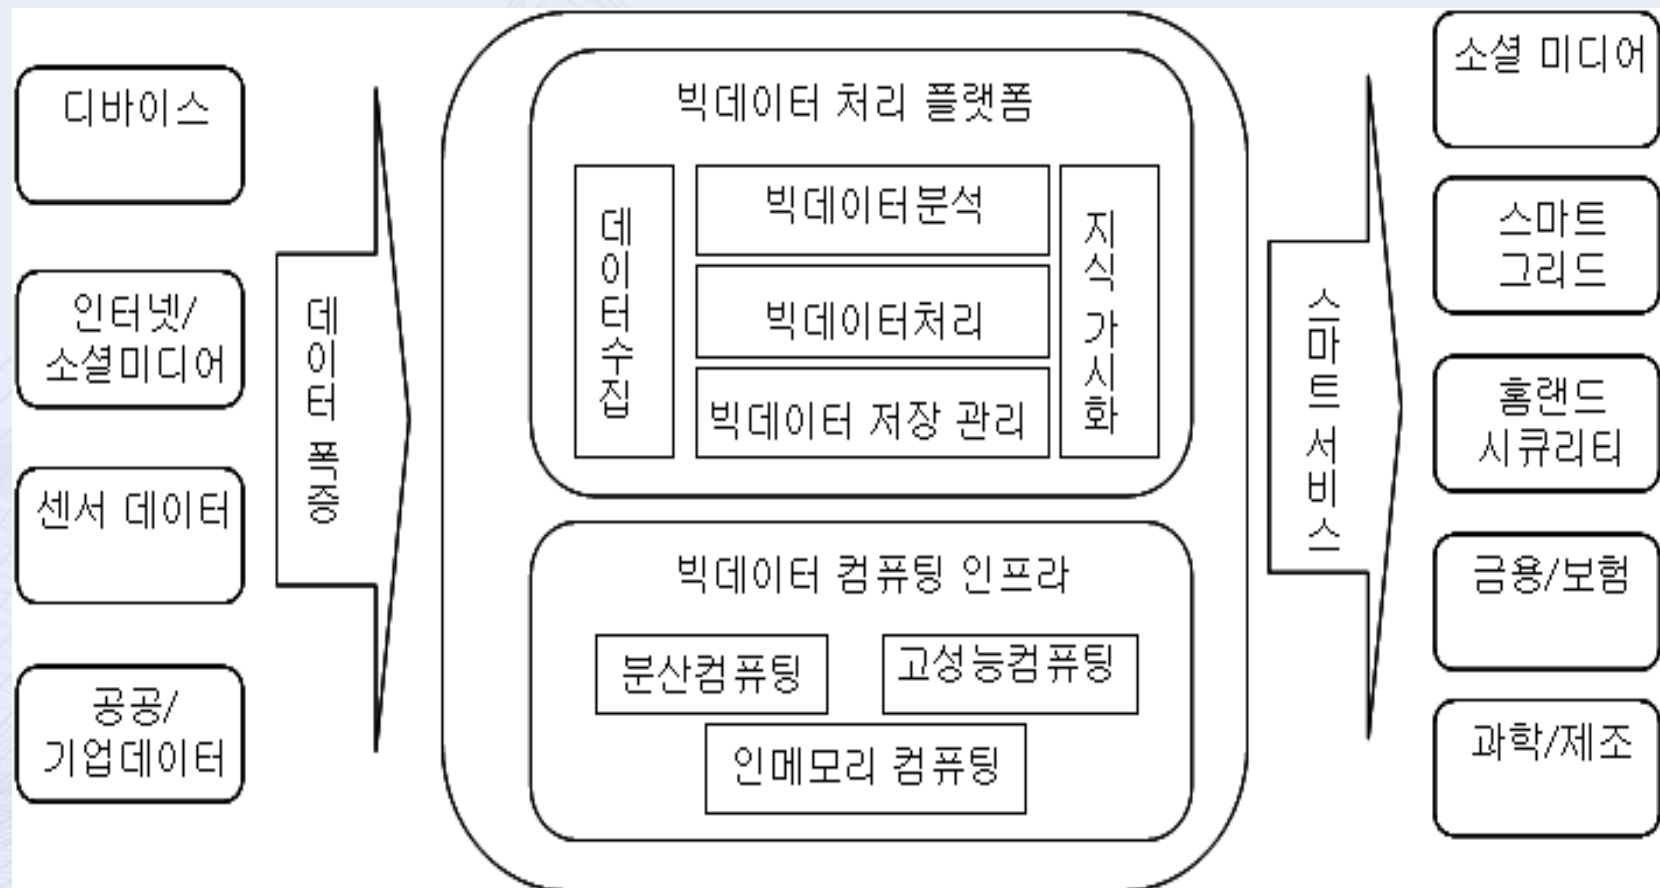 디바이스
인터넷/
소셜미디어
센서 데이터
공공/
기업데이터
데이터 폭증
빅데이터 처리 플랫폼
데이터수집
빅데이터분석
빅데이터처리
빅데이터 저장 관리
지식 가시화
빅데이터 컴퓨팅 인프라
분산컴퓨팅
고성능컴퓨팅
인메모리 컴퓨팅
스마트 서비스
소셜 미디어
스마트
그리드
홈랜드
시큐리티
금용/보험
과학/제조